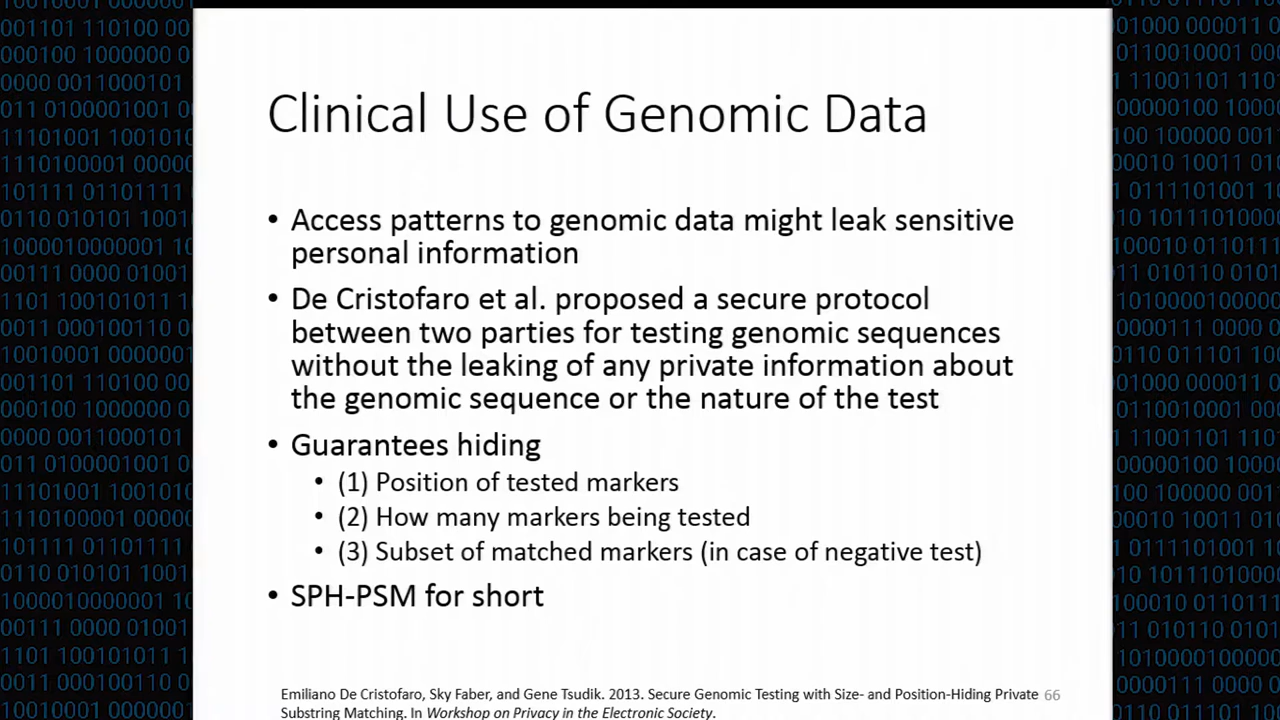 Clinical Use of Genomic Data
• Access patterns to genomic data might leak sensitive
personal information
• De Cristofaro et al. proposed a secure protocol
between two parties for testing genomic sequences
without the leaking of any private information about
the genomic sequence or the nature of the test
• Guarantees hiding
• (1) Position of tested markers
• (2) How many markers being tested
• (3) Subset of matched markers (in case of negative test)
• SPH-PSM for short
Emiliano De Cristofaro, Sky Faber, and Gene Tsudik. 2013. Secure Genomic Testing with Size- and Position-Hiding Private 66
Substring Matching. In Workshop on Privacy in the Electronic Society.